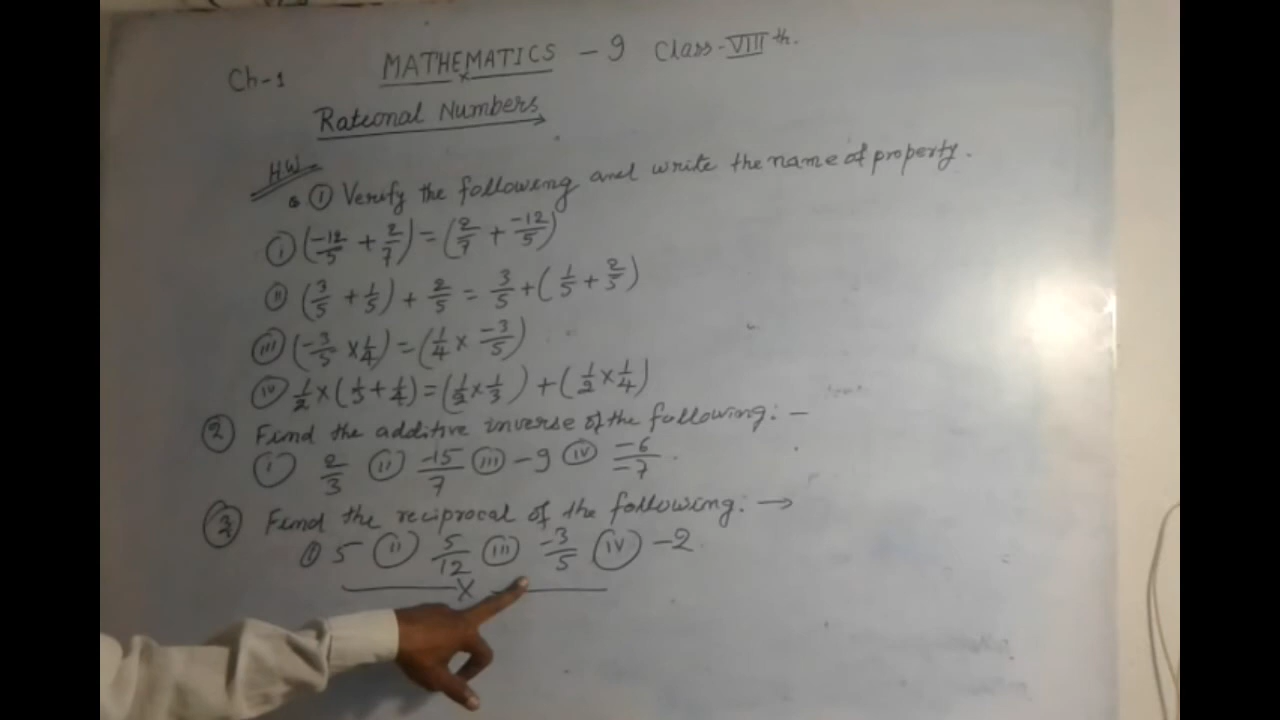 Ch-1 MATHEMATICS - 9 Class-VIIIth.
Rational Numbers
HW
① Verify the following and write the name of property.
(i) (-12/5 + 2/7) = (2/7 + -12/5)
(ii) (3/5 + 1/5) + 2/5 = 3/5 + (1/5 + 2/5)
(iii) (-3/5 × 1/4) = (1/4 × -3/5)
(iv) 1/2 × (1/3 + 1/4) = (1/2 × 1/3) + (1/2 × 1/4)
② Find the additive inverse of the following: -
(i) 2/3 (ii) -15/7 (iii) -9 (iv) -6/-7.
③ Find the reciprocal of the following: →
(i) 5 (ii) 5/12 (iii) -3/5 (iv) -2.
X